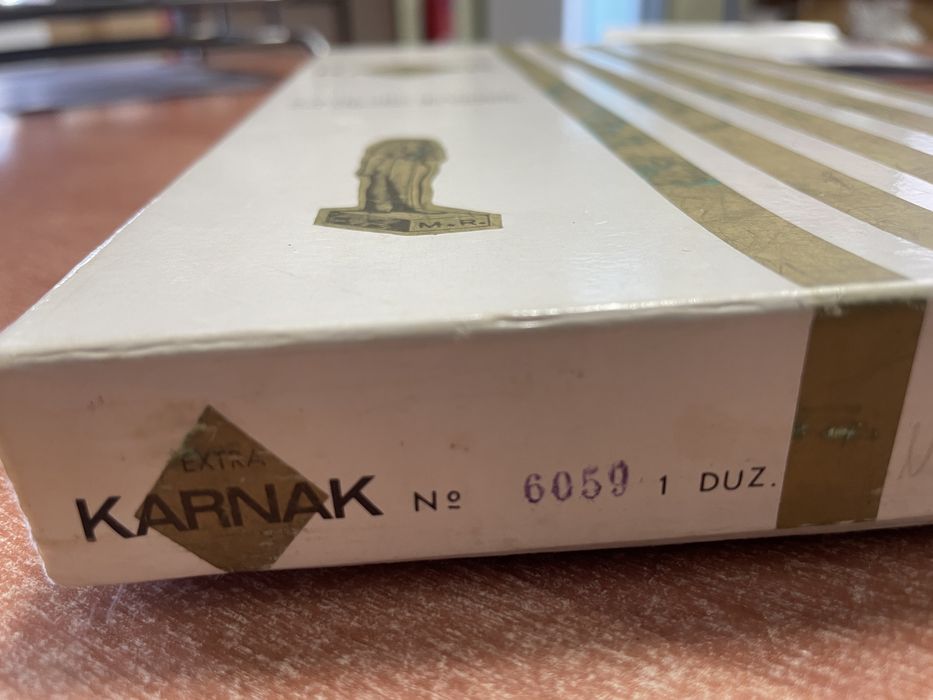 M.R.
EXTRA
KARNAK Nº 6059 1 DUZ.